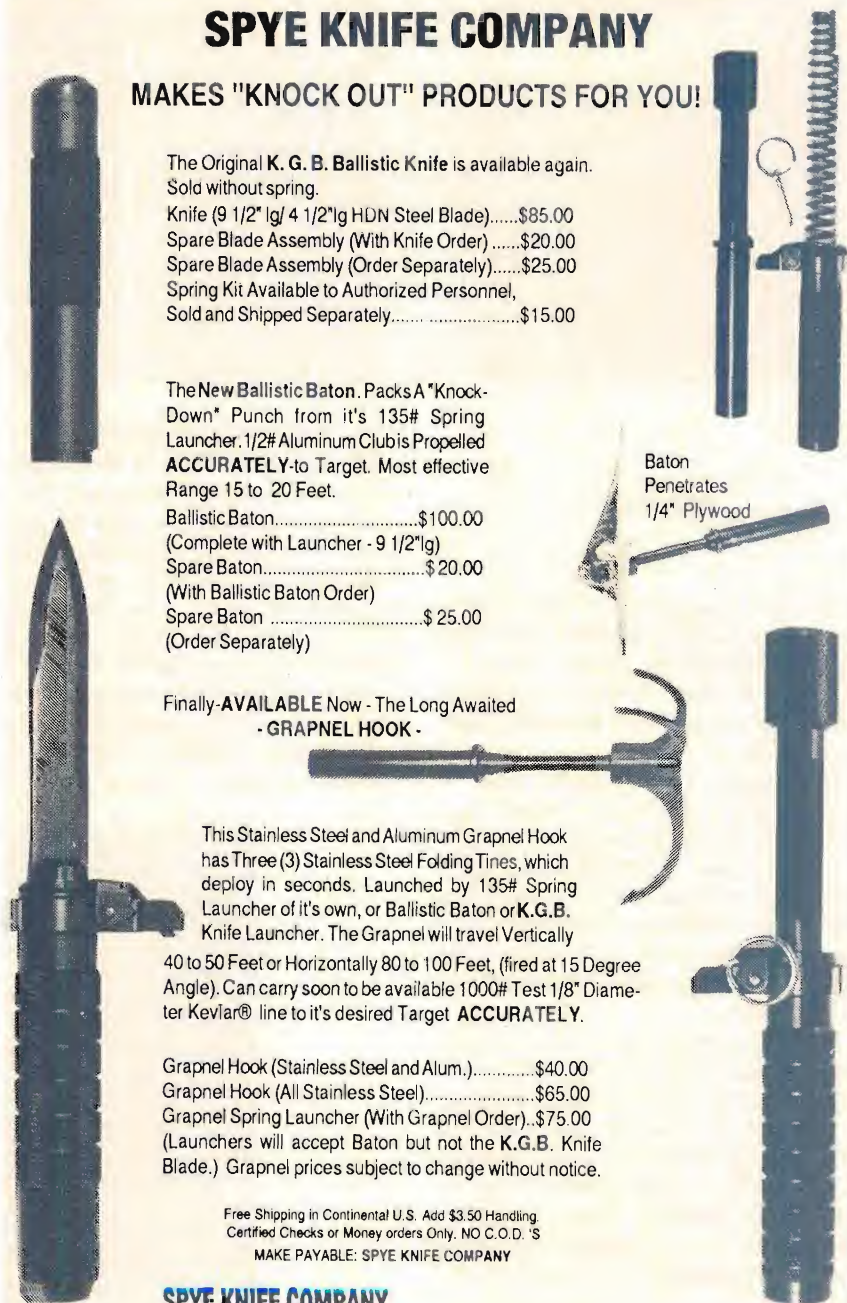 SPYE KNIFE COMPANY
MAKES "KNOCK OUT" PRODUCTS FOR YOU!
The Original K. G. B. Ballistic Knife is available again.
Sold without spring.
Knife (9 1/2" lg/ 4 1/2"lg HDN Steel Blade)......$85.00
Spare Blade Assembly (With Knife Order) ......$20.00
Spare Blade Assembly (Order Separately)......$25.00
Spring Kit Available to Authorized Personnel,
Sold and Shipped Separately....... ...................$15.00
The New Ballistic Baton. Packs A "Knock-
Down" Punch from it's 135# Spring
Launcher. 1/2# Aluminum Club is Propelled
ACCURATELY-to Target. Most effective
Range 15 to 20 Feet.
Ballistic Baton...............................$100.00
(Complete with Launcher - 9 1/2"lg)
Spare Baton...................................$ 20.00
(With Ballistic Baton Order)
Spare Baton .................................$ 25.00
(Order Separately)
Baton
Penetrates
1/4" Plywood
Finally-AVAILABLE Now - The Long Awaited
- GRAPNEL HOOK -
This Stainless Steel and Aluminum Grapnel Hook
has Three (3) Stainless Steel Folding Tines, which
deploy in seconds. Launched by 135# Spring
Launcher of it's own, or Ballistic Baton or K.G.B.
Knife Launcher. The Grapnel will travel Vertically
40 to 50 Feet or Horizontally 80 to 100 Feet, (fired at 15 Degree
Angle). Can carry soon to be available 1000# Test 1/8" Diame-
ter Kevlar® line to it's desired Target ACCURATELY.
Grapnel Hook (Stainless Steel and Alum.).............$40.00
Grapnel Hook (All Stainless Steel).......................$65.00
Grapnel Spring Launcher (With Grapnel Order)..$75.00
(Launchers will accept Baton but not the K.G.B. Knife
Blade.) Grapnel prices subject to change without notice.
Free Shipping in Continental U.S. Add $3.50 Handling.
Certified Checks or Money orders Only. NO C.O.D. 'S
MAKE PAYABLE: SPYE KNIFE COMPANY
SPYE KNIFE COMPANY